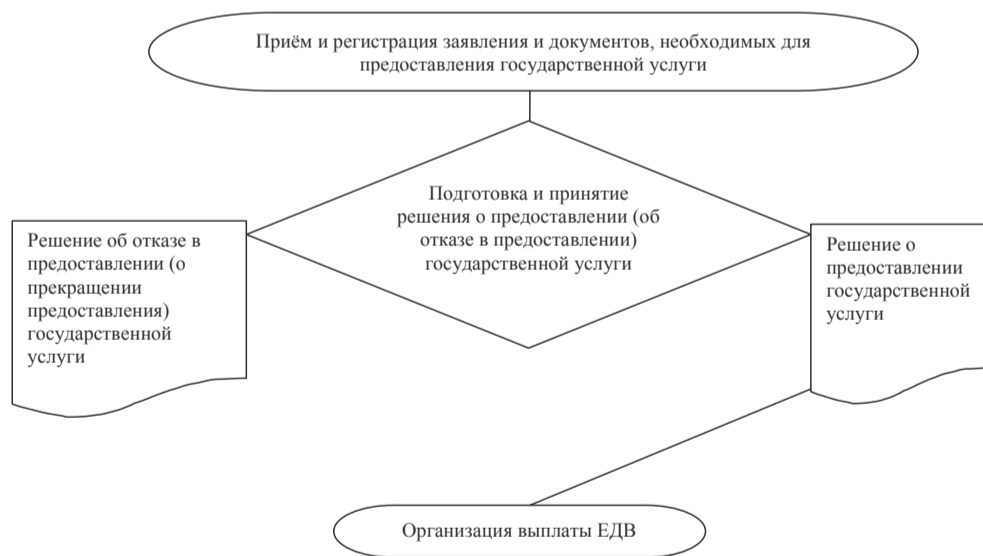 Приём и регистрация заявления и документов, необходимых для
предоставления государственной услуги
Подготовка и принятие
решения о предоставлении (об
отказе в предоставлении)
государственной услуги
Решение об отказе в
предоставлении (о
прекращении
предоставления)
государственной
услуги
Решение о
предоставлении
государственной
услуги
Организация выплаты ЕДВ